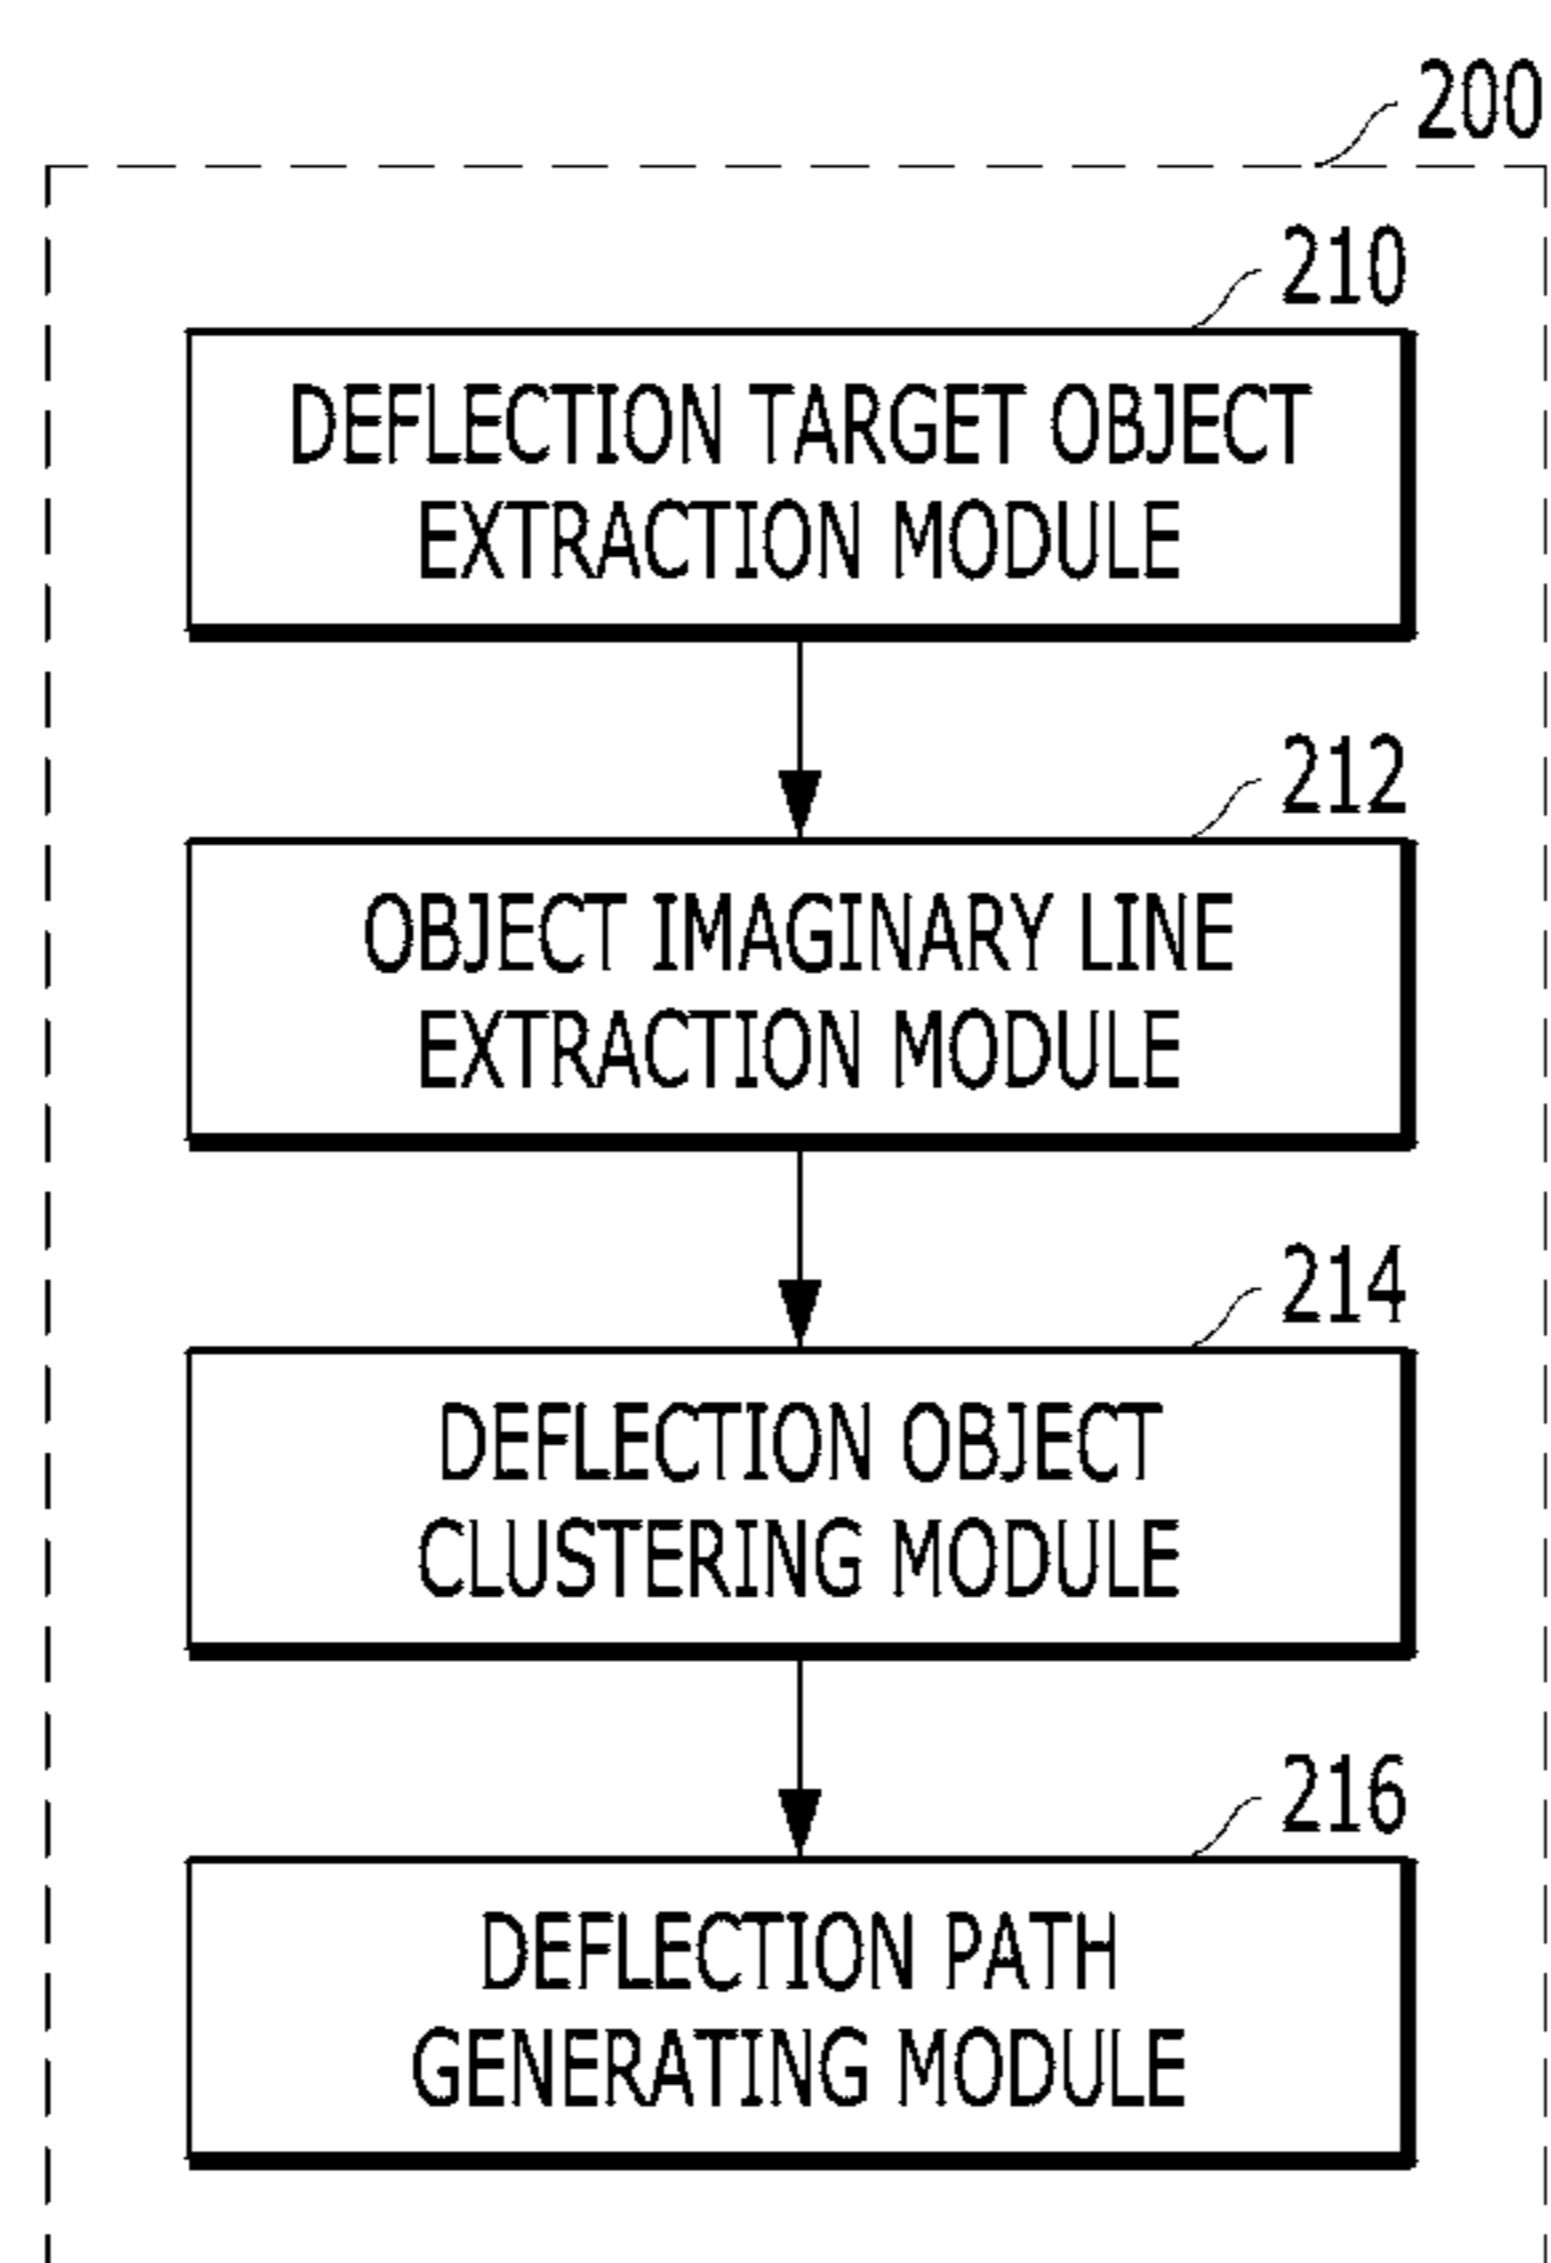 200
210
DEFLECTION TARGET OBJECT
EXTRACTION MODULE
212
OBJECT IMAGINARY LINE
EXTRACTION MODULE
214
DEFLECTION OBJECT
CLUSTERING MODULE
216
DEFLECTION PATH
GENERATING MODULE